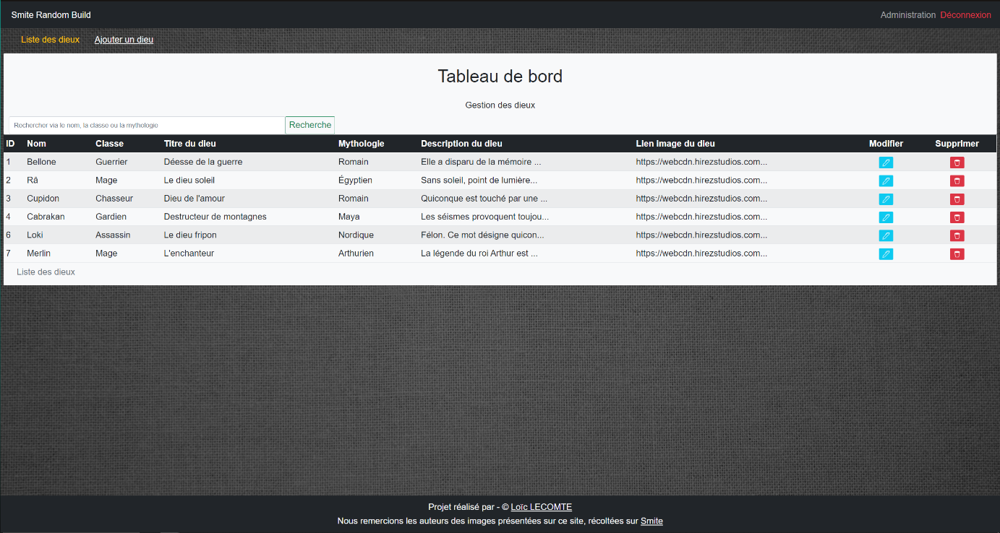 Smite Random Build Administration Déconnexion
Liste des dieux Ajouter un dieu
Tableau de bord
Gestion des dieux
Rechercher via le nom, la classe ou la mythologie Recherche
ID Nom Classe Titre du dieu Mythologie Description du dieu Lien image du dieu Modifier Supprimer
1 Bellone Guerrier Déesse de la guerre Romain Elle a disparu de la mémoire ... https://webcdn.hirezstudios.com...
2 Râ Mage Le dieu soleil Égyptien Sans soleil, point de lumière... https://webcdn.hirezstudios.com...
3 Cupidon Chasseur Dieu de l'amour Romain Quiconque est touché par une ... https://webcdn.hirezstudios.com...
4 Cabrakan Gardien Destructeur de montagnes Maya Les séismes provoquent toujou... https://webcdn.hirezstudios.com...
6 Loki Assassin Le dieu fripon Nordique Félon. Ce mot désigne quicon... https://webcdn.hirezstudios.com...
7 Merlin Mage L'enchanteur Arthurien La légende du roi Arthur est ... https://webcdn.hirezstudios.com...
Liste des dieux
Projet réalisé par - © Loïc LECOMTE
Nous remercions les auteurs des images présentées sur ce site, récoltées sur Smite